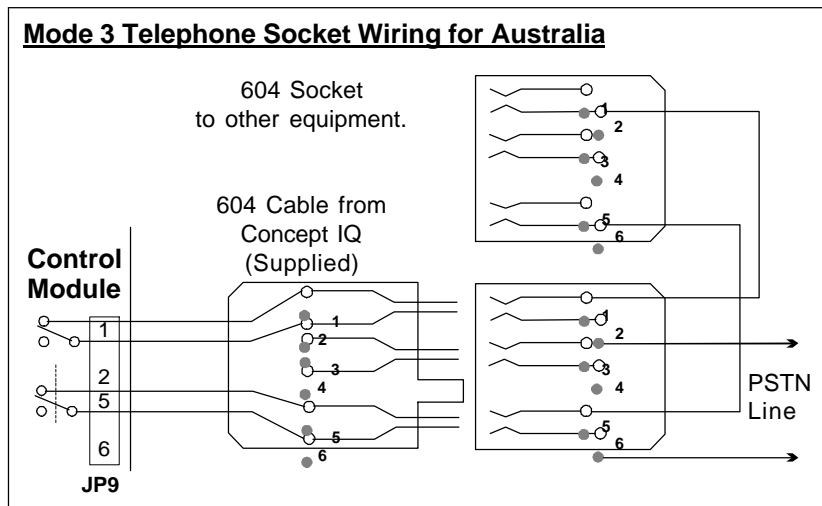 Mode 3 Telephone Socket Wiring for Australia
604 Socket
to other equipment.
1
2
3
4
5
6
604 Cable from
Concept IQ
(Supplied)
Control
Module
1
2
5
6
JP9
1
2
3
4
5
6
1
2
3
4
5
6
PSTN
Line